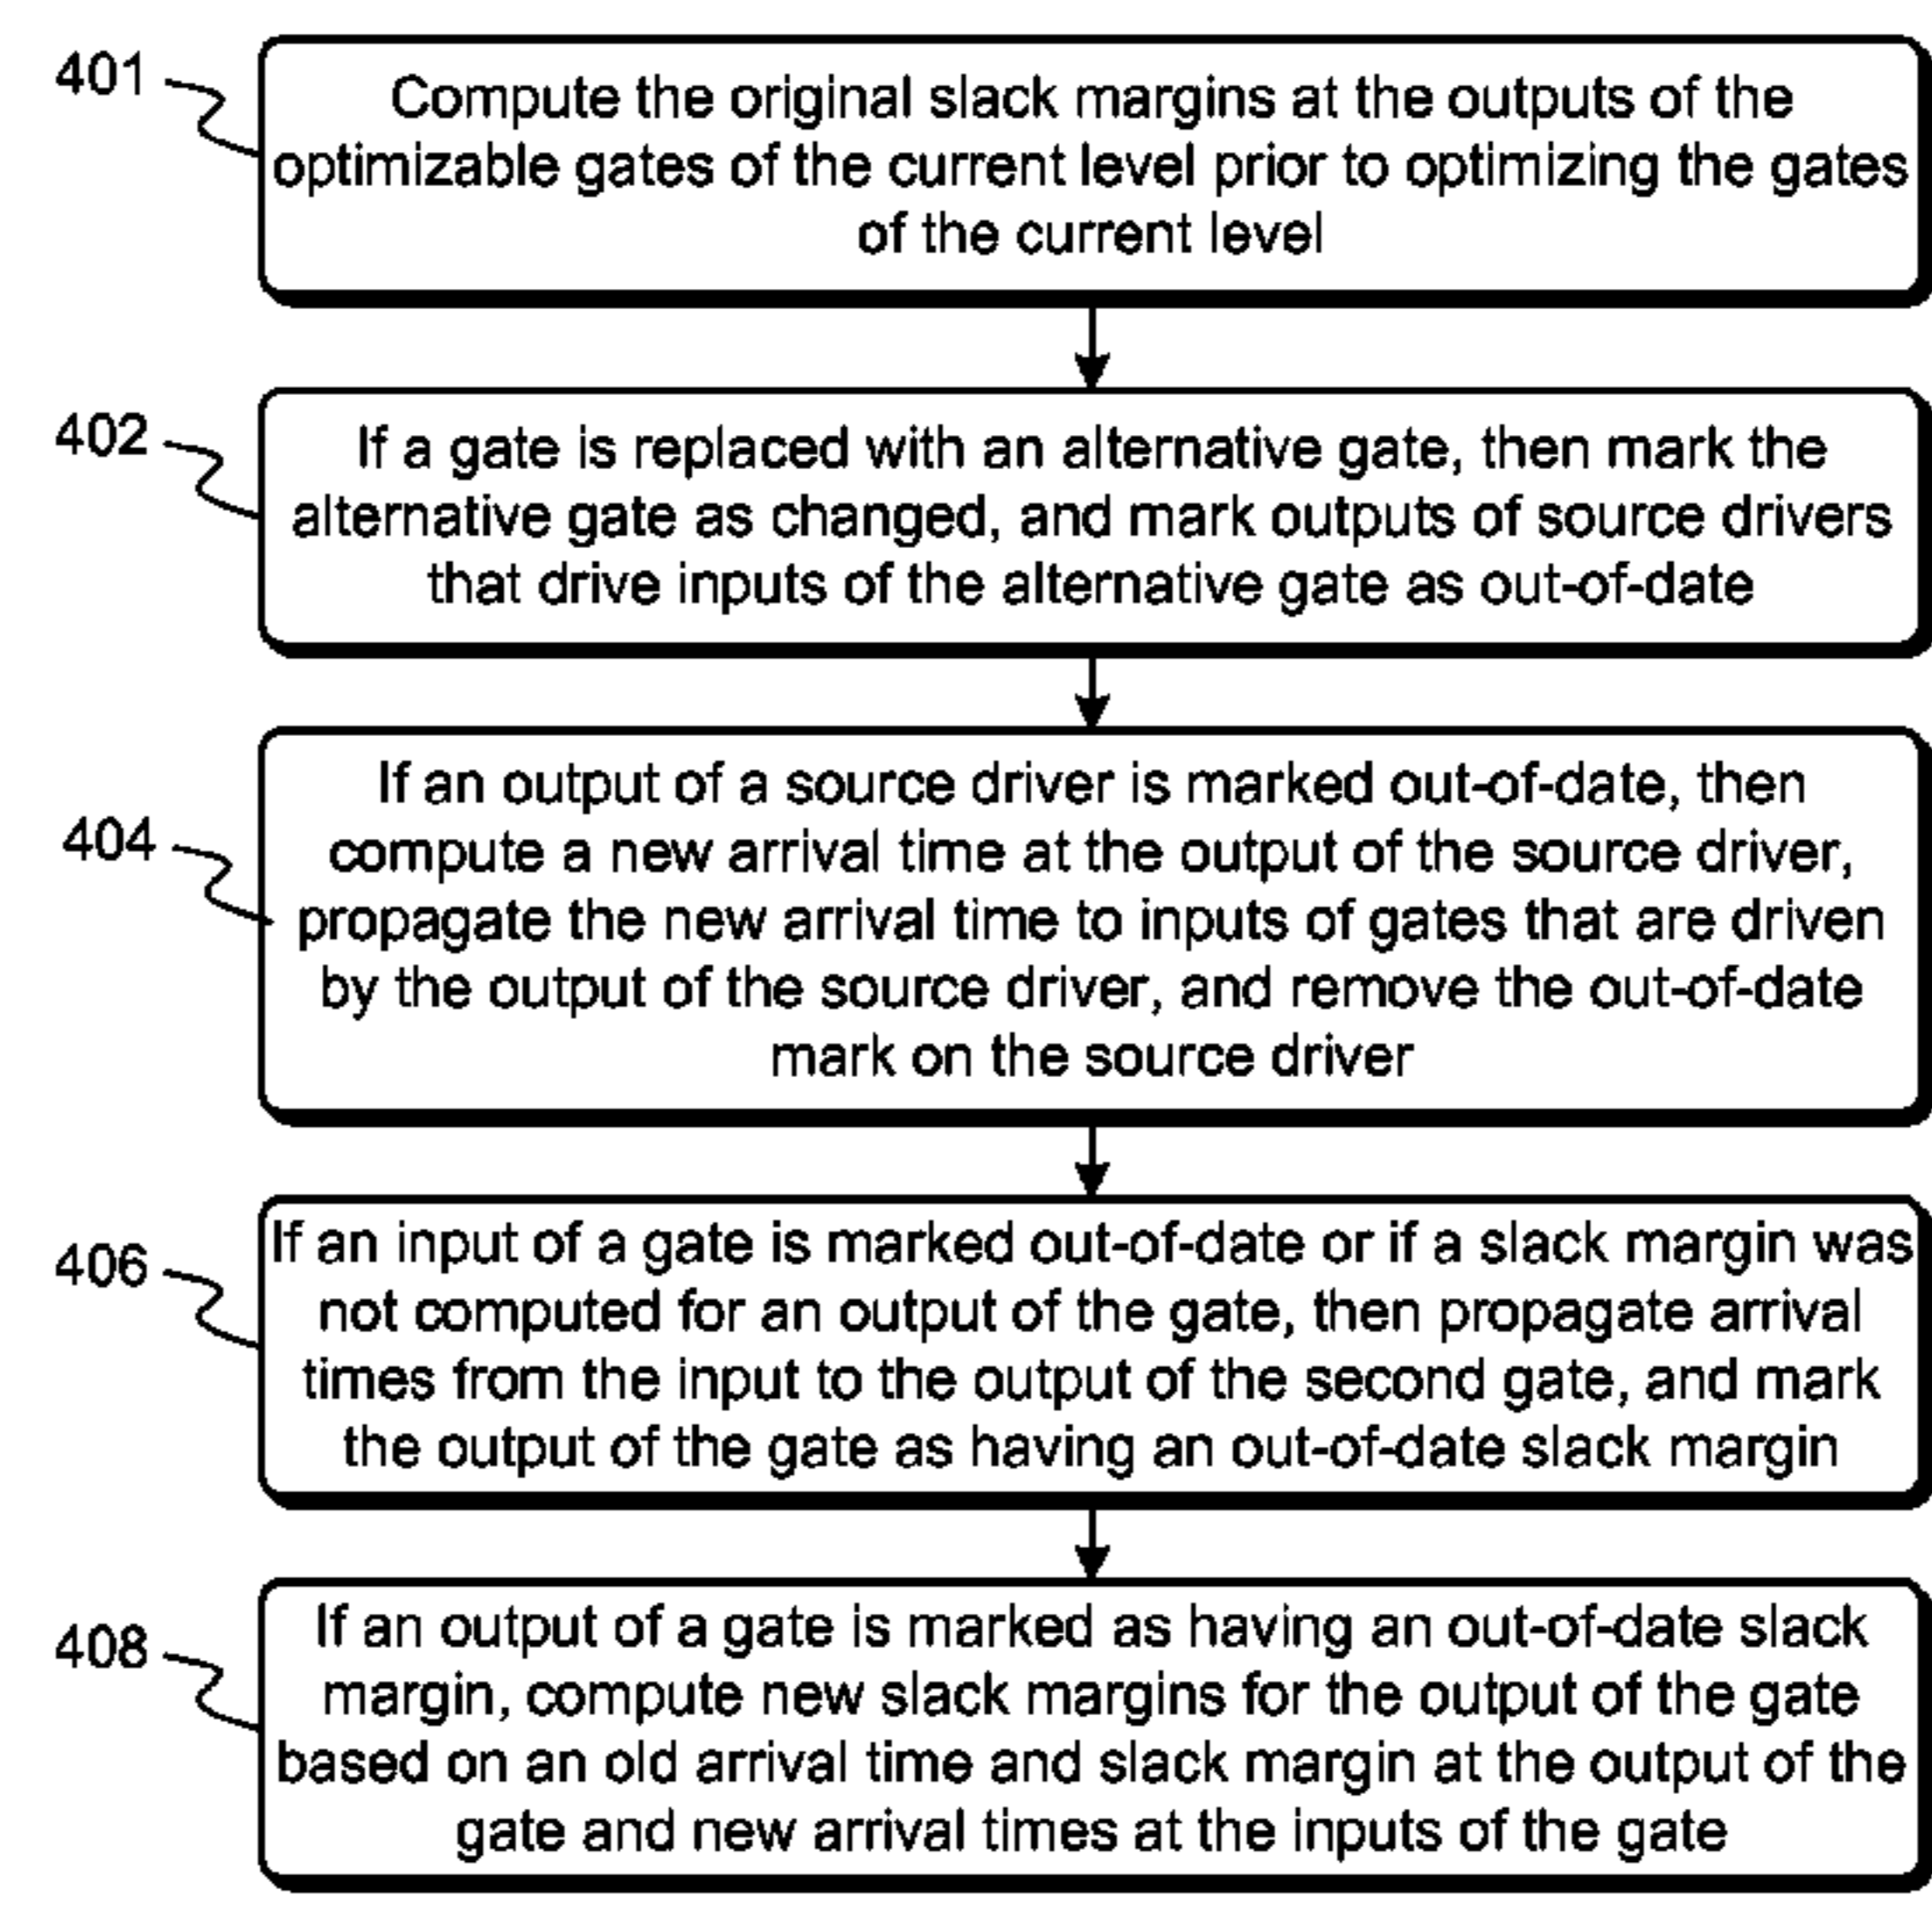 401
Compute the original slack margins at the outputs of the
optimizable gates of the current level prior to optimizing the gates
of the current level
402
If a gate is replaced with an alternative gate, then mark the
alternative gate as changed, and mark outputs of source drivers
that drive inputs of the alternative gate as out-of-date
404
If an output of a source driver is marked out-of-date, then
compute a new arrival time at the output of the source driver,
propagate the new arrival time to inputs of gates that are driven
by the output of the source driver, and remove the out-of-date
mark on the source driver
406
If an input of a gate is marked out-of-date or if a slack margin was
not computed for an output of the gate, then propagate arrival
times from the input to the output of the second gate, and mark
the output of the gate as having an out-of-date slack margin
408
If an output of a gate is marked as having an out-of-date slack
margin, compute new slack margins for the output of the gate
based on an old arrival time and slack margin at the output of the
gate and new arrival times at the inputs of the gate